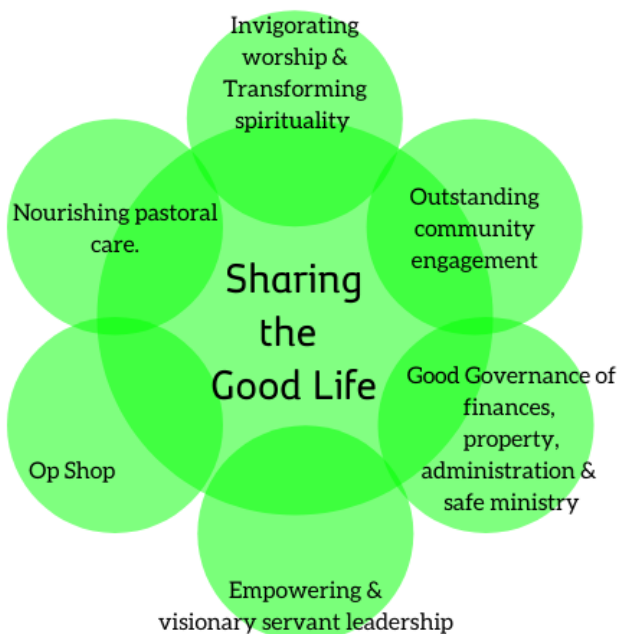 Invigorating
worship &
Transforming
spirituality
Nourishing pastoral
care.
Outstanding
community
engagement
Sharing
the
Good Life
Good Governance of
finances,
property,
administration &
safe ministry
Op Shop
Empowering &
visionary servant leadership